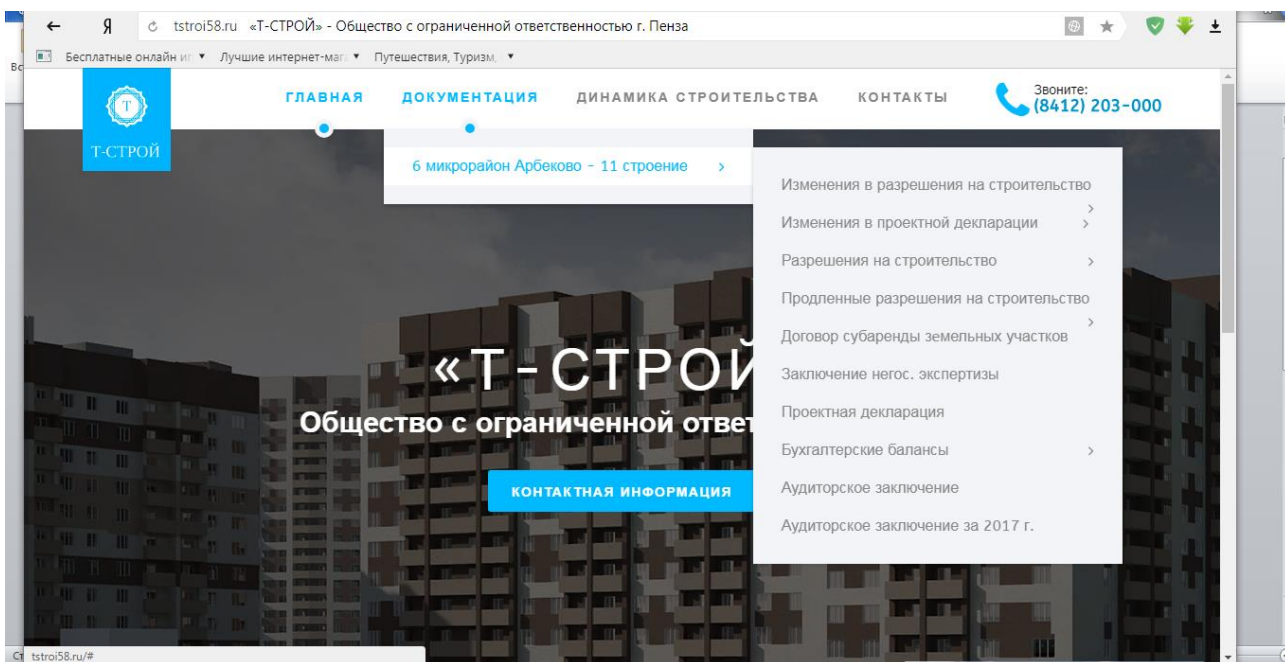 Я
tstroi58.ru «Т-СТРОЙ» - Общество с ограниченной ответственностью г. Пенза
Бесплатные онлайн иг Лучшие интернет-мага Путешествия, Туризм,
ГЛАВНАЯ ДОКУМЕНТАЦИЯ ДИНАМИКА СТРОИТЕЛЬСТВА КОНТАКТЫ
Звоните:
(8412) 203-000
Т
Т-СТРОЙ
6 микрорайон Арбеково - 11 строение
Изменения в разрешения на строительство
Изменения в проектной декларации
Разрешения на строительство
Продленные разрешения на строительство
Договор субаренды земельных участков
Заключение негос. экспертизы
Проектная декларация
Бухгалтерские балансы
Аудиторское заключение
Аудиторское заключение за 2017 г.
«Т-СТРОЙ
Общество с ограниченной ответ
КОНТАКТНАЯ ИНФОРМАЦИЯ
tstroi58.ru/#